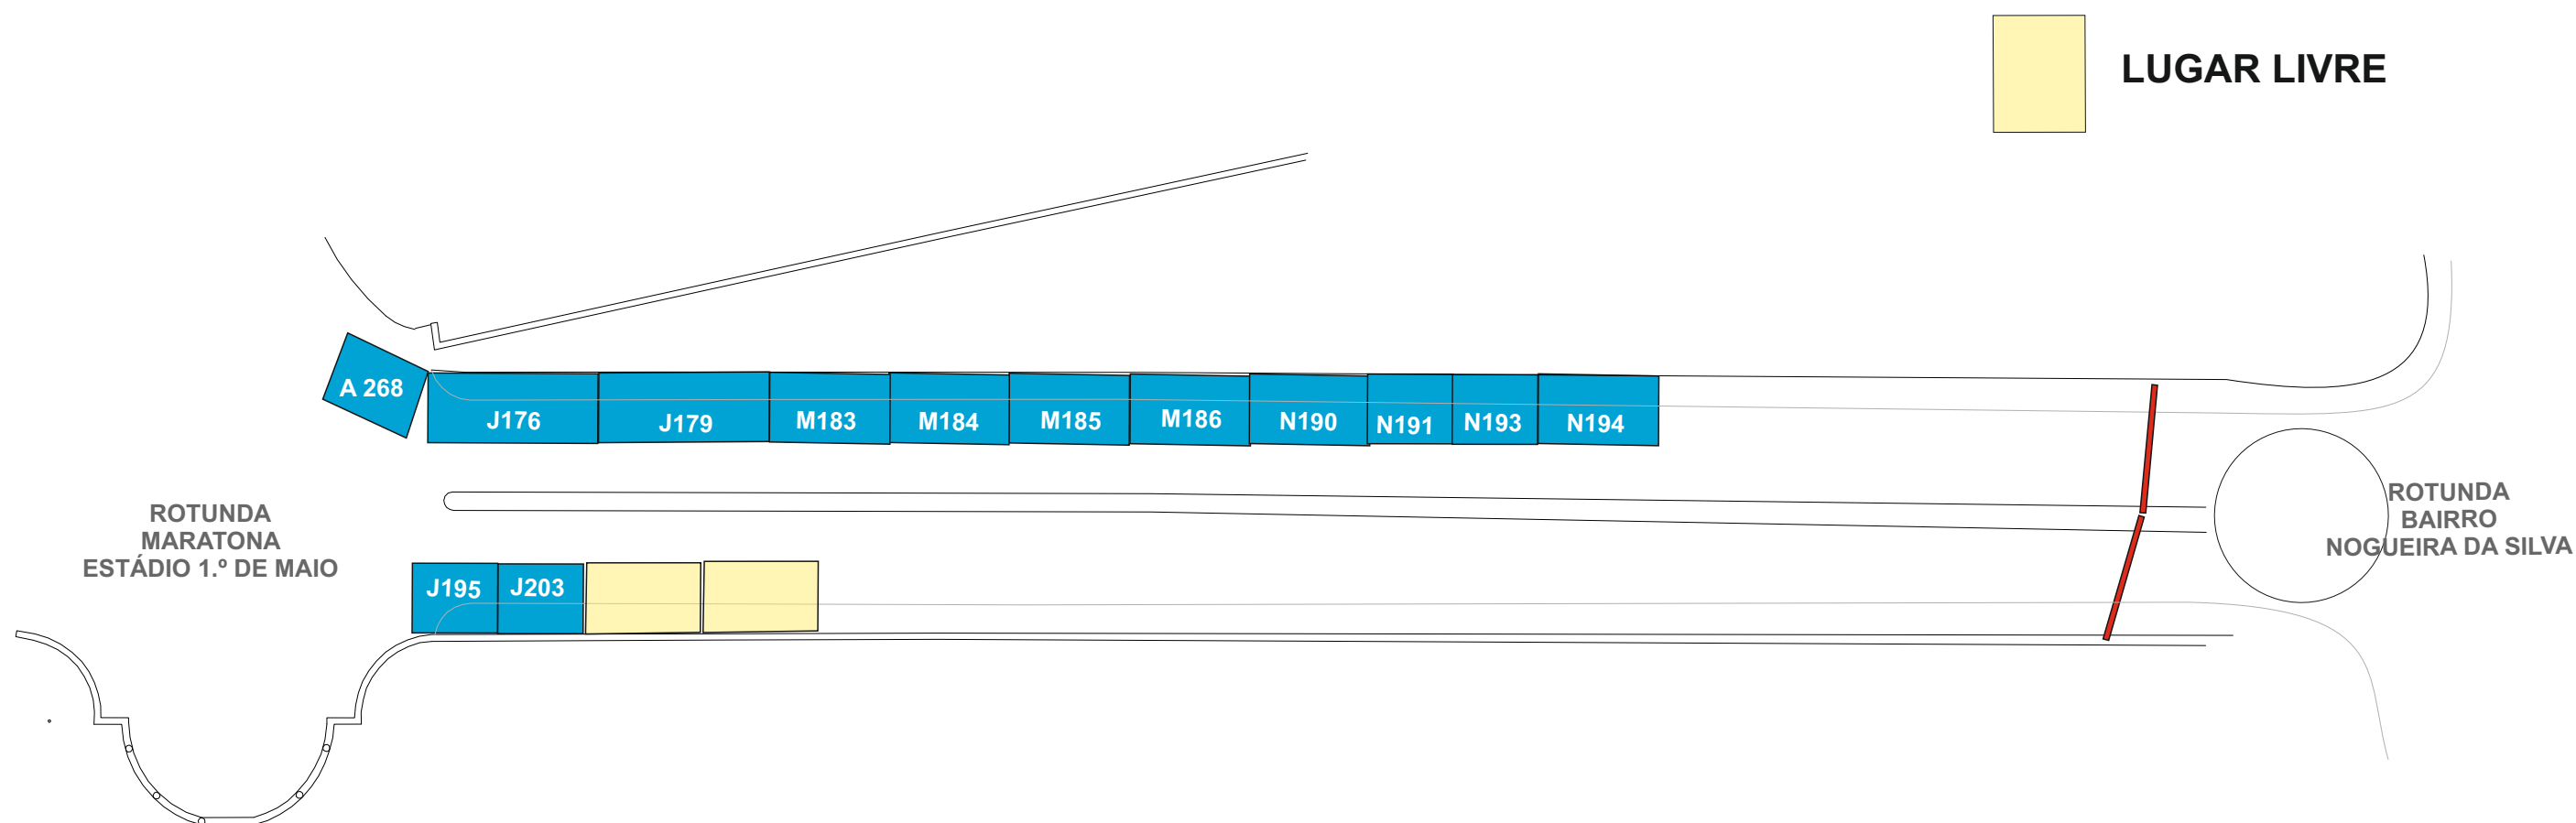 LUGAR LIVRE
A 268
J176
J179
M183
M184
M185
M186
N190
N191
N193
N194
ROTUNDA
MARATONA
ESTÁDIO 1.º DE MAIO
ROTUNDA
BAIRRO
NOGUEIRA DA SILVA
J195
J203